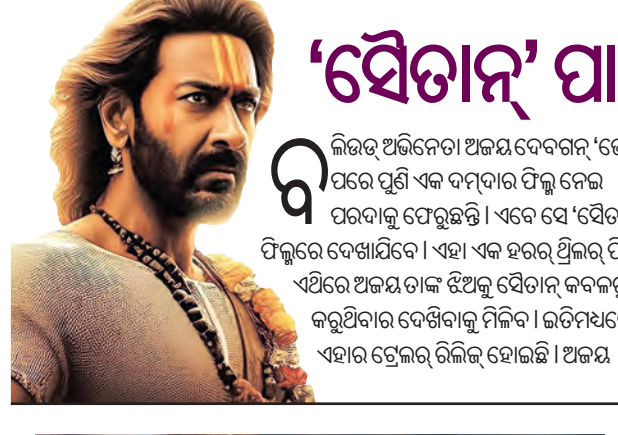 ‘ସୈତାନ୍’ ପା
ବଲିଉଡ୍ ଅଭିନେତା ଅଜୟ ଦେବଗନ୍
ପରେ ପୁଣି ଏକ ଦମ୍‌ଦାର ଫିଲ୍ମ ନେଇ
ପରଦାକୁ ଫେରୁଛନ୍ତି । ଏବେ ସେ ‘ସୈତା
ଫିଲ୍ମରେ ଦେଖାଯିବେ । ଏହା ଏକ ହରର୍ ଥ୍ରିଲର୍
ଏଥିରେ ଅଜୟ ତାଙ୍କ ଝିଅକୁ ସୈତାନ୍ କବଳରୁ
କରୁଥିବାର ଦେଖିବାକୁ ମିଳିବ । ଇତିମଧ୍ୟରେ
ଏହାର ଟ୍ରେଲର୍ ରିଲିଜ୍ ହୋଇଛି । ଅଜୟ